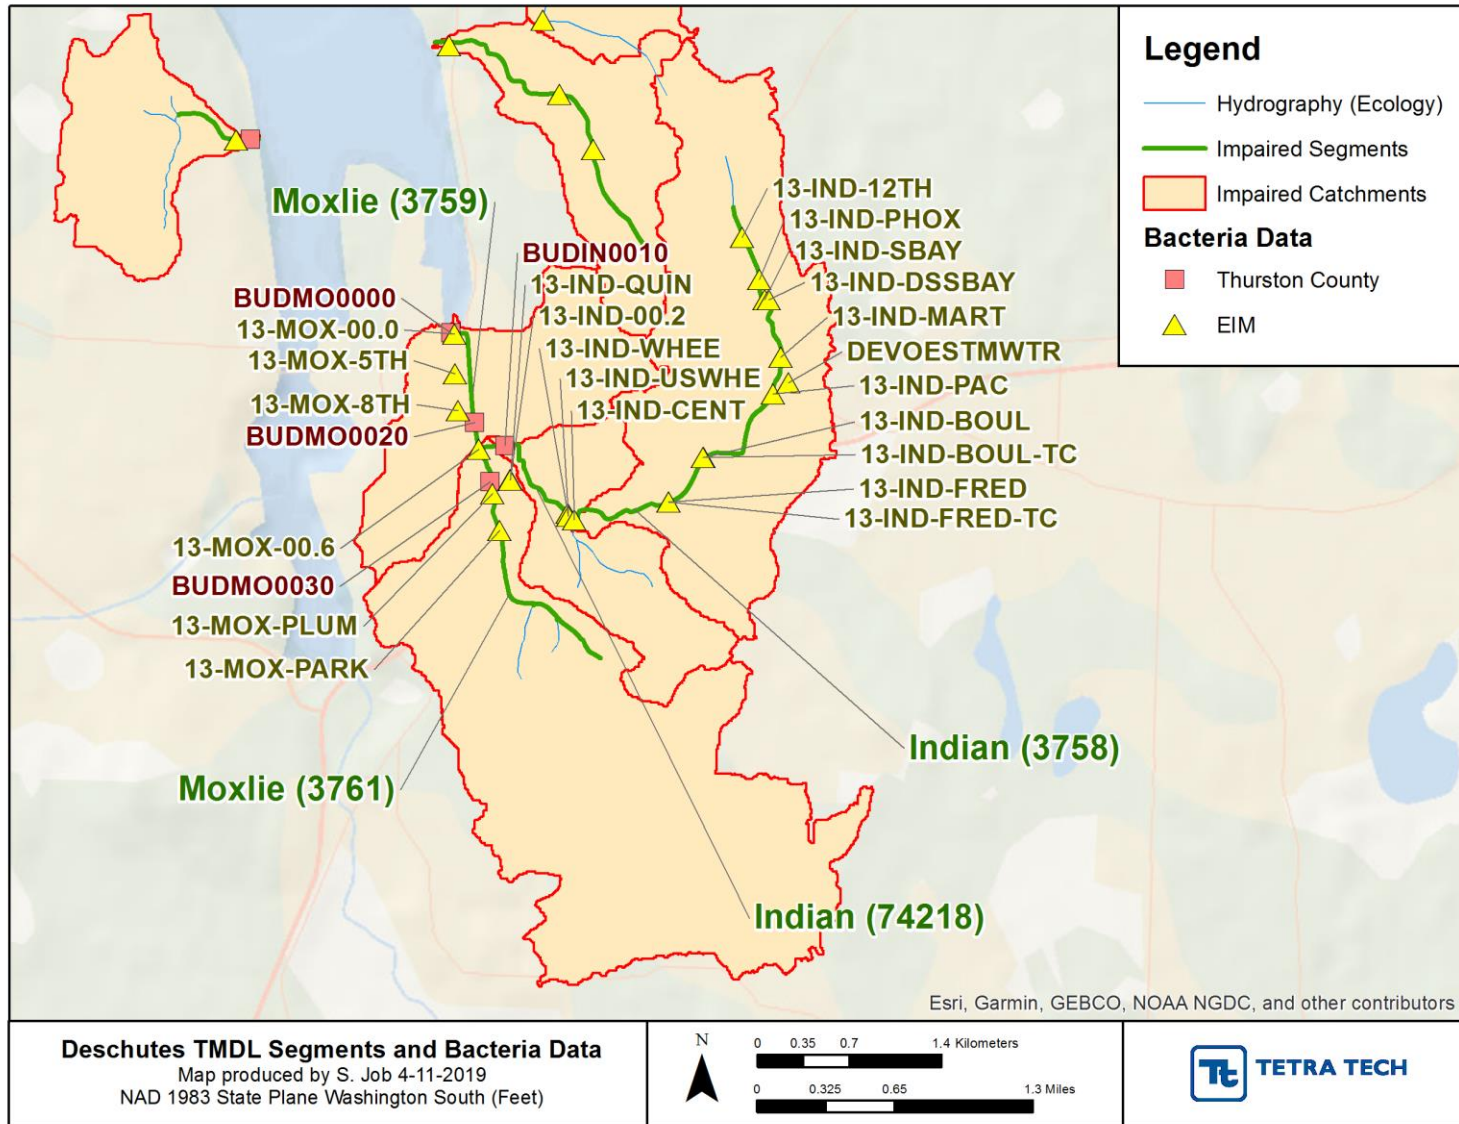 Legend
Hydrography (Ecology)
Impaired Segments
Impaired Catchments
Bacteria Data
Thurston County
EIM
Moxlie (3759)
BUDIN0010
13-IND-QUIN
13-IND-00.2
13-IND-WHEE
13-IND-USWHE
13-IND-CENT
BUDMO0000
13-MOX-00.0
13-MOX-5TH
13-MOX-8TH
BUDMO0020
13-IND-12TH
13-IND-PHOX
13-IND-SBAY
13-IND-DSSBAY
13-IND-MART
DEVOESTMWTR
13-IND-PAC
13-IND-BOUL
13-IND-BOUL-TC
13-IND-FRED
13-IND-FRED-TC
13-MOX-00.6
BUDMO0030
13-MOX-PLUM
13-MOX-PARK
Moxlie (3761)
Indian (3758)
Indian (74218)
Esri, Garmin, GEBCO, NOAA NGDC, and other contributors
Deschutes TMDL Segments and Bacteria Data
Map produced by S. Job 4-11-2019
NAD 1983 State Plane Washington South (Feet)
N
0 0.35 0.7 1.4 Kilometers
0 0.325 0.65 1.3 Miles
Tt TETRA TECH